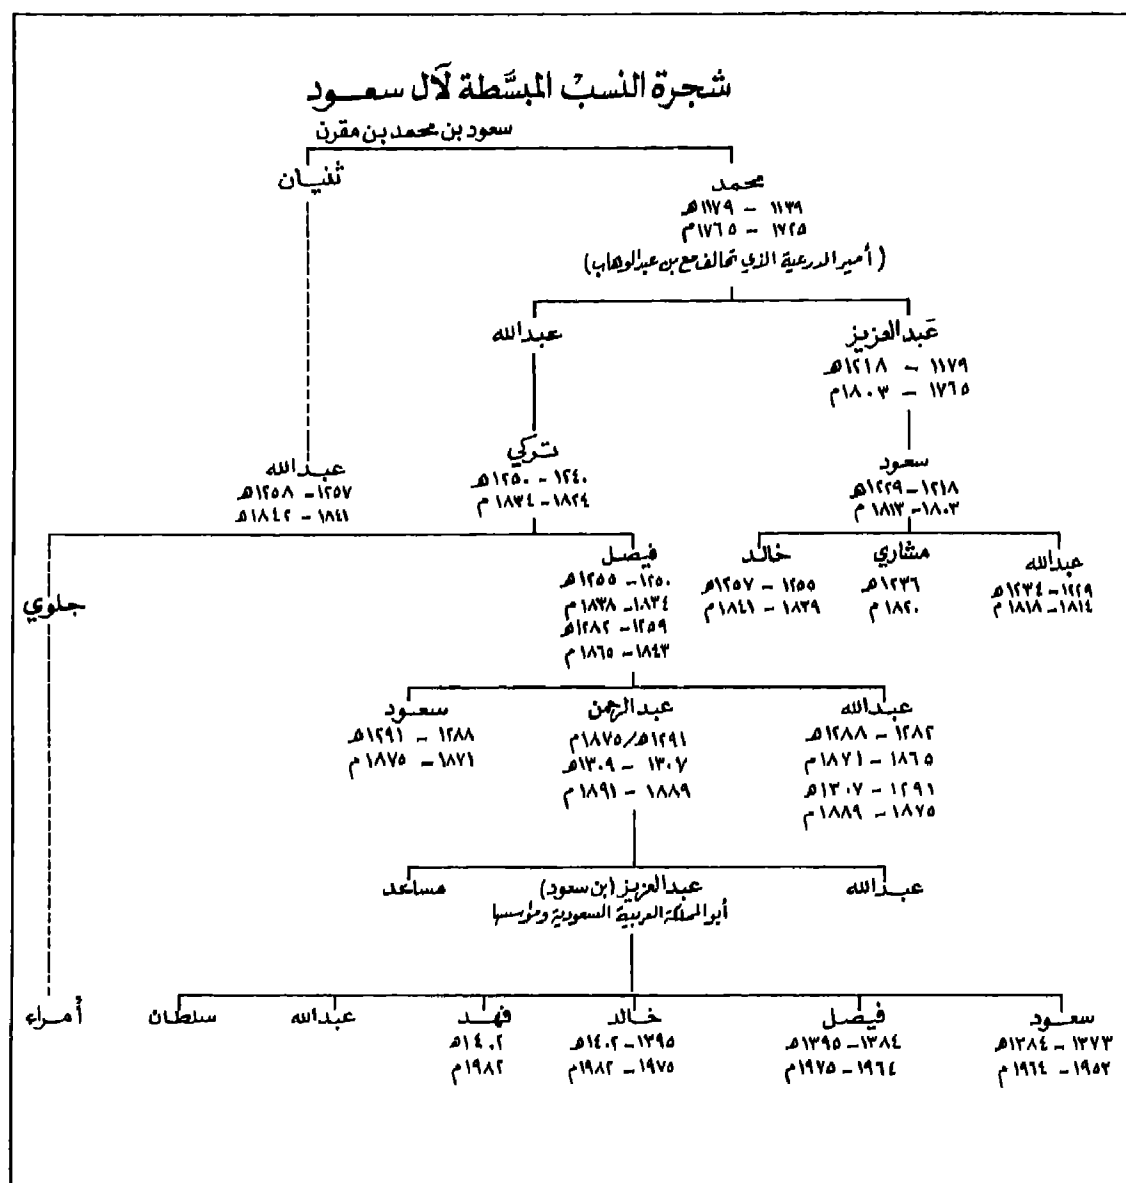 شجرة النسب المبسَّطة لآل سعود
سعود بن محمد بن مقرن
محمد
١١٣٩ – ١١٧٩هـ
١٧٢٥ – ١٧٦٥م
(أمير الدرعية الذي تحالف مع بن عبدالوهاب)
ثنيان
عبدالعزيز
١١٧٩ – ١٢١٨هـ
١٧٦٥ – ١٨٠٣م
عبدالله
سعود
١٢١٨–١٢٢٩هـ
١٨٠٣–١٨١٣م
تركي
١٢٤٠–١٢٥٠هـ
١٨٢٤–١٨٣٤م
عبدالله
١٢٥٧–١٢٥٨هـ
١٨٤١–١٨٤٢هـ
عبدالله
١٢٢٩–١٢٣٤هـ
١٨١٤–١٨١٨م
مشاري
١٢٣٦هـ
١٨٢٠م
خالد
١٢٥٥ – ١٢٥٧هـ
١٨٣٩ – ١٨٤١م
فيصل
١٢٥٠–١٢٥٥هـ
١٨٣٤–١٨٣٨م
١٢٥٩–١٢٨٢هـ
١٨٤٣–١٨٦٥م
جلوي
عبدالله
١٢٨٢ – ١٢٨٨هـ
١٨٦٥ – ١٨٧١م
١٢٩١ – ١٣٠٧هـ
١٨٧٥ – ١٨٨٩م
عبدالرحمن
١٢٩١هـ/١٨٧٥م
١٣٠٧ – ١٣٠٩هـ
١٨٨٩ – ١٨٩١م
سعود
١٢٨٨ – ١٢٩١هـ
١٨٧١ – ١٨٧٥م
عبدالله
عبدالعزيز (ابن سعود)
أبو المملكة العربية السعودية ومؤسسها
مساعد
سعود
١٣٧٣–١٣٨٤هـ
١٩٥٣ – ١٩٦٤م
فيصل
١٣٨٤–١٣٩٥هـ
١٩٦٤–١٩٧٥م
خالد
١٣٩٥–١٤٠٢هـ
١٩٧٥ – ١٩٨٢م
فهد
١٤٠٢هـ
١٩٨٢م
عبدالله
سلطان
أمراء